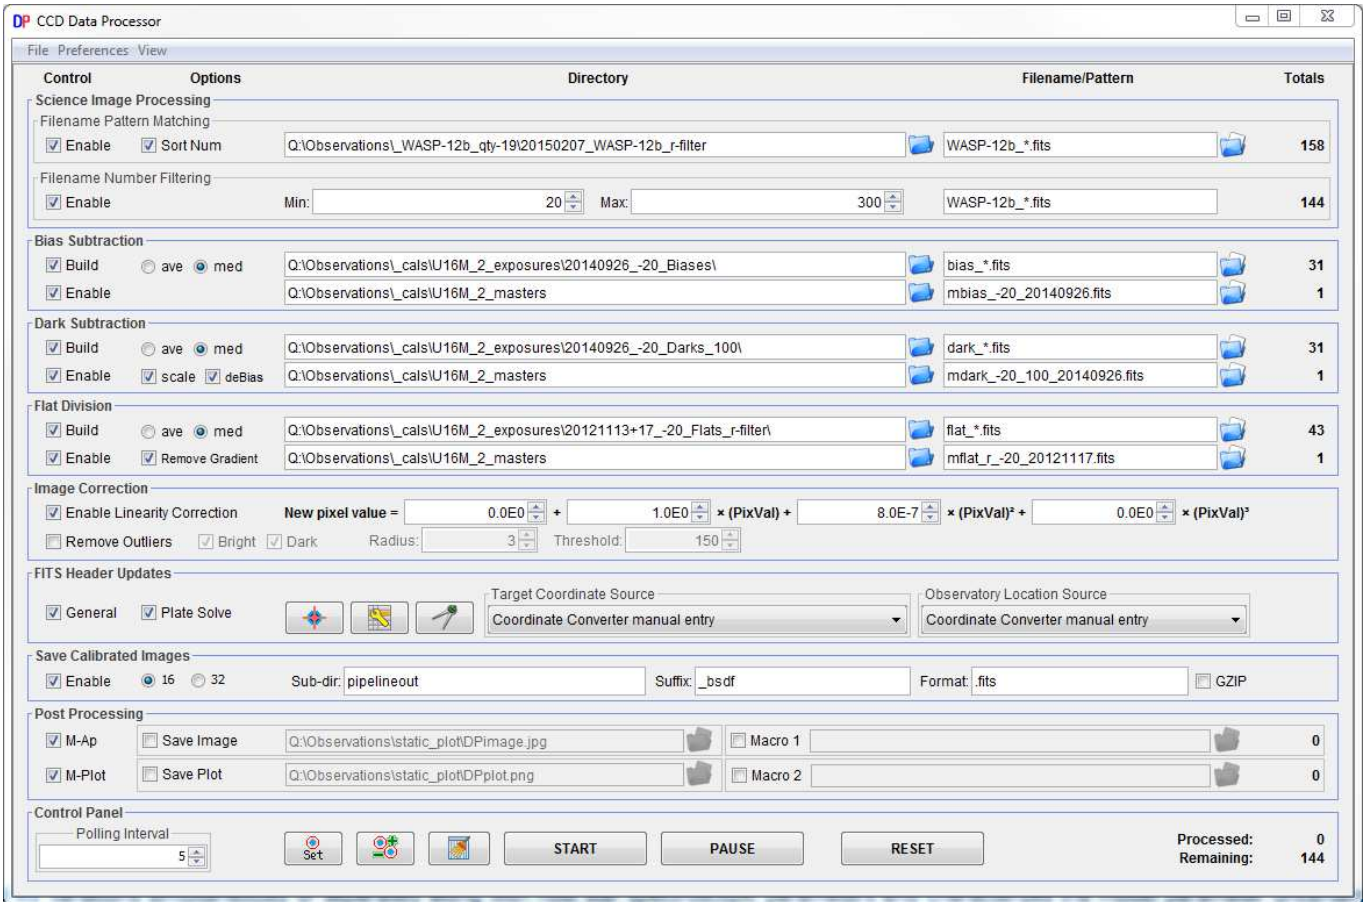 DP CCD Data Processor
File Preferences View
Control Options Directory Filename/Pattern Totals
Science Image Processing
Filename Pattern Matching
Enable Sort Num Q:\Observations\_WASP-12b_qty-19\20150207_WASP-12b_r-filter WASP-12b_*.fits 158
Filename Number Filtering
Enable Min: 20 Max: 300 WASP-12b_*.fits 144
Bias Subtraction
Build ave med Q:\Observations\_cals\U16M_2_exposures\20140926_-20_Biases\ bias_*.fits 31
Enable Q:\Observations\_cals\U16M_2_masters mbias_-20_20140926.fits 1
Dark Subtraction
Build ave med Q:\Observations\_cals\U16M_2_exposures\20140926_-20_Darks_100\ dark_*.fits 31
Enable scale deBias Q:\Observations\_cals\U16M_2_masters mdark_-20_100_20140926.fits 1
Flat Division
Build ave med Q:\Observations\_cals\U16M_2_exposures\20121113+17_-20_Flats_r-filter\ flat_*.fits 43
Enable Remove Gradient Q:\Observations\_cals\U16M_2_masters mflat_r_-20_20121117.fits 1
Image Correction
Enable Linearity Correction New pixel value = 0.0E0 + 1.0E0 × (PixVal) + 8.0E-7 × (PixVal)² + 0.0E0 × (PixVal)³
Remove Outliers Bright Dark Radius: 3 Threshold: 150
FITS Header Updates
Target Coordinate Source Observatory Location Source
General Plate Solve Coordinate Converter manual entry Coordinate Converter manual entry
Save Calibrated Images
Enable 16 32 Sub-dir: pipelineout Suffix: _bsdf Format: .fits GZIP
Post Processing
M-Ap Save Image Q:\Observations\static_plot\DPimage.jpg Macro 1 0
M-Plot Save Plot Q:\Observations\static_plot\DPplot.png Macro 2 0
Control Panel
Polling Interval
5 Set START PAUSE RESET
Processed: 0
Remaining: 144